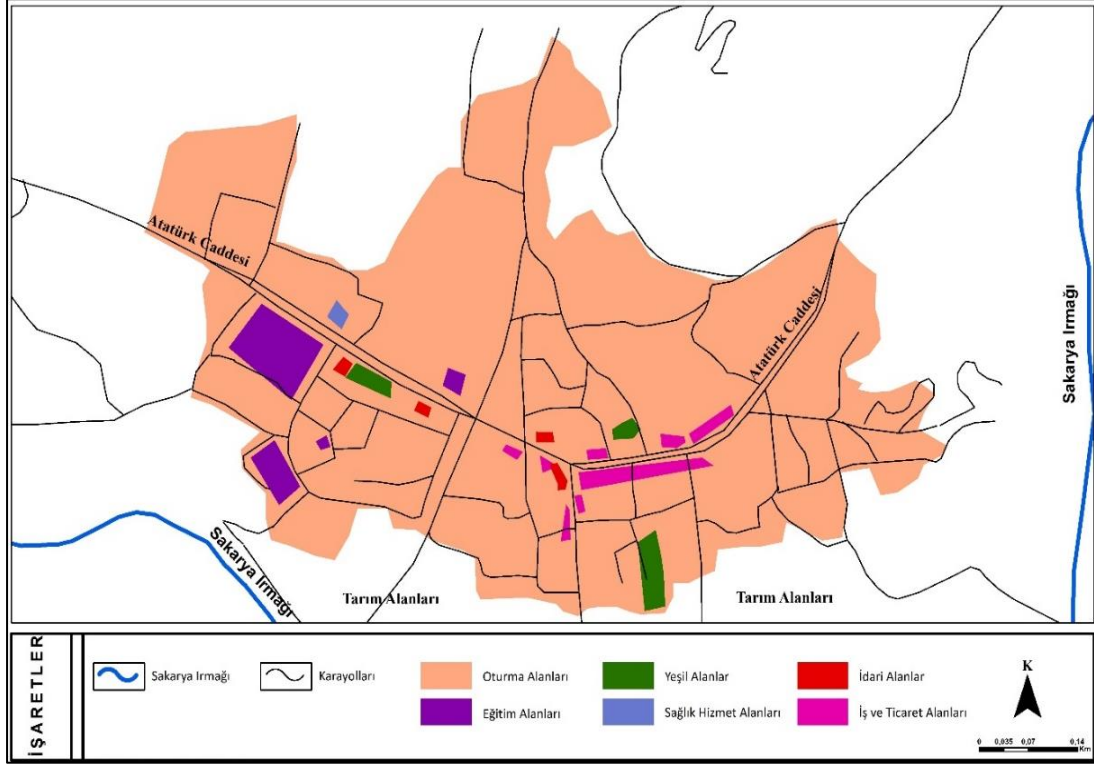 Atatürk Caddesi
Atatürk Caddesi
Sakarya Irmağı
Sakarya Irmağı
Tarım Alanları
Tarım Alanları
İŞARETLER
Sakarya Irmağı
Karayolları
Oturma Alanları
Yeşil Alanlar
İdari Alanlar
Eğitim Alanları
Sağlık Hizmet Alanları
İş ve Ticaret Alanları
K
0 0,035 0,07 0,14
Km